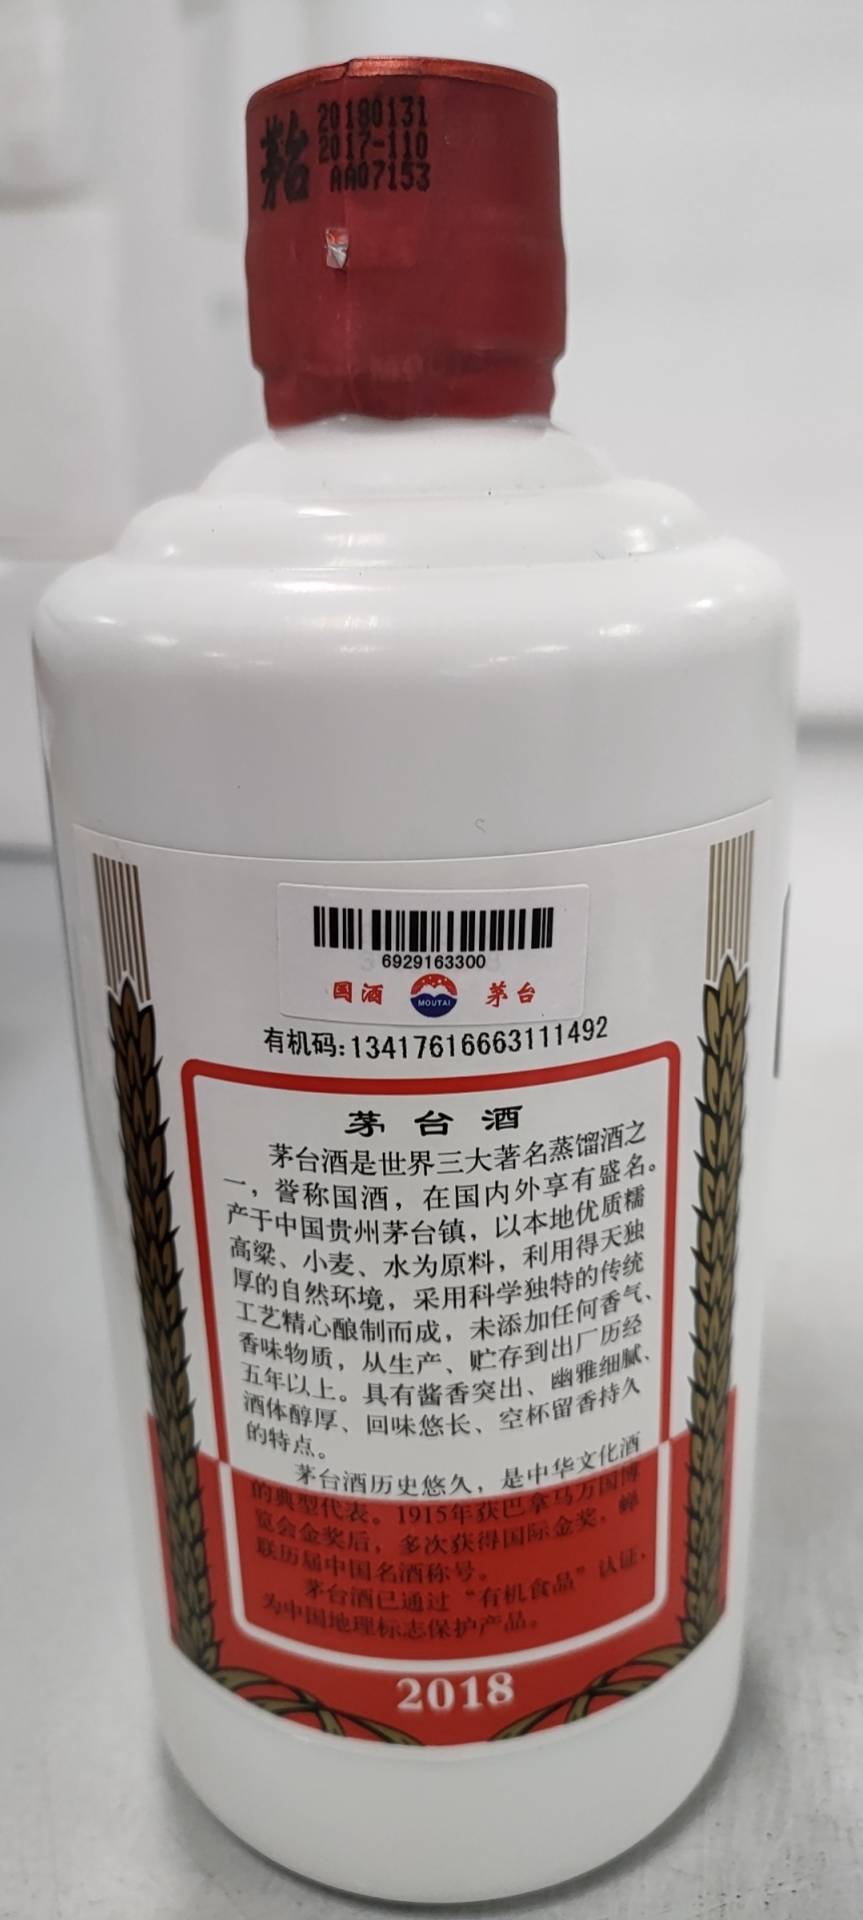 茅台
20180131
2017-110
AA07153
6929163300
国酒 MOUTAI 茅台
有机码:13417616663111492
茅台酒
茅台酒是世界三大著名蒸馏酒之
一，誉称国酒，在国内外享有盛名。
产于中国贵州茅台镇，以本地优质糯
高粱、小麦、水为原料，利用得天独
厚的自然环境，采用科学独特的传统
工艺精心酿制而成，未添加任何香气、
香味物质，从生产、贮存到出厂历经
五年以上。具有酱香突出、幽雅细腻、
酒体醇厚、回味悠长、空杯留香持久
的特点。
茅台酒历史悠久，是中华文化酒
的典型代表。1915年获巴拿马万国博
览会金奖后，多次获得国际金奖，蝉
联历届中国名酒称号。
茅台酒已通过“有机食品”认证，
为中国地理标志保护产品。
2018